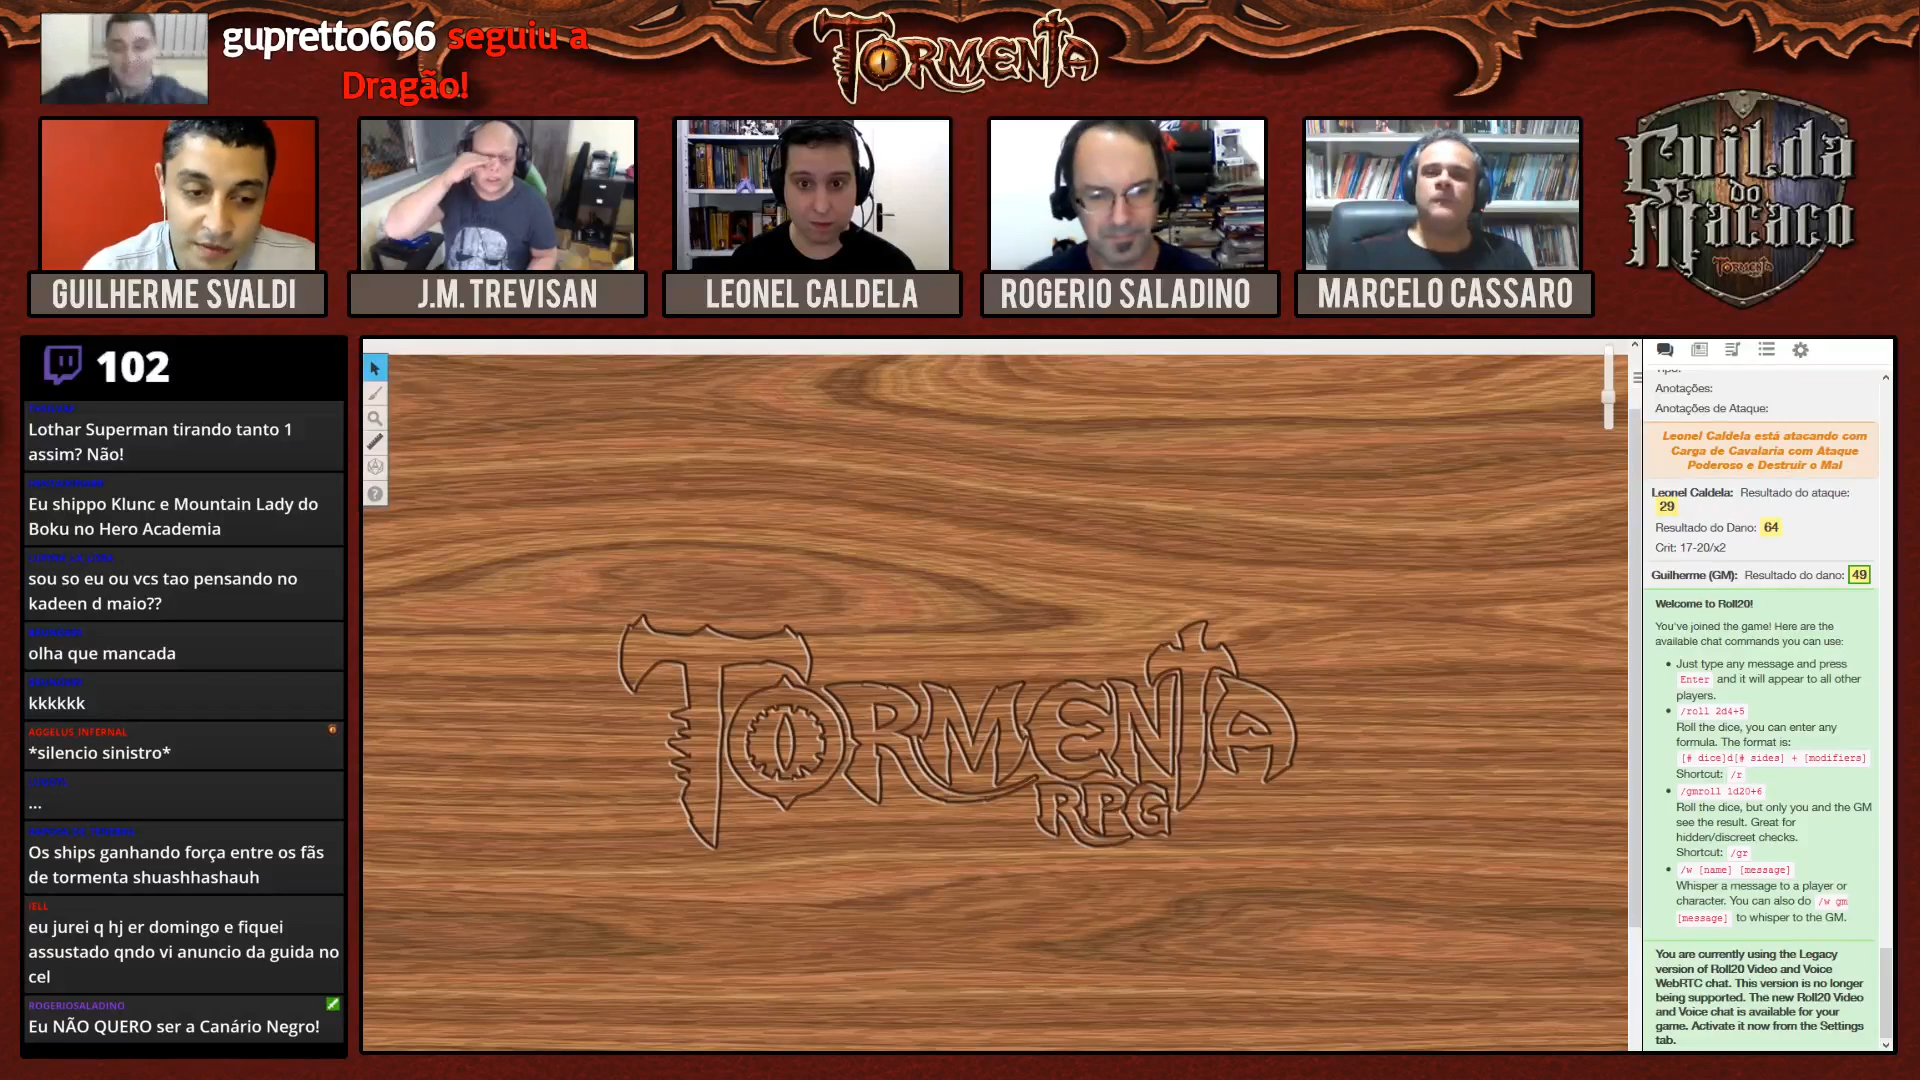 gupretto666 seguiu a
Dragão!
TORMENTA
Guilda
do
Macaco
TORMENTA
GUILHERME SVALDI
J.M. TREVISAN
LEONEL CALDELA
ROGERIO SALADINO
MARCELO CASSARO
102
Lothar Superman tirando tanto 1
assim? Não!
Eu shippo Klunc e Mountain Lady do
Boku no Hero Academia
sou so eu ou vcs tao pensando no
kadeen d maio??
olha que mancada
kkkkkk
AGGELUS_INFERNAL
*silencio sinistro*
...
Os ships ganhando força entre os fãs
de tormenta shuashhashauh
eu jurei q hj er domingo e fiquei
assustado qndo vi anuncio da guida no
cel
ROGERIOSALADINO
Eu NÃO QUERO ser a Canário Negro!
TORMENTA
RPG
Anotações:
Anotações de Ataque:
Leonel Caldela está atacando com
Carga de Cavalaria com Ataque
Poderoso e Destruir o Mal
Leonel Caldela: Resultado do ataque:
29
Resultado do Dano: 64
Crit: 17-20/x2
Guilherme (GM): Resultado do dano: 49
Welcome to Roll20!
You've joined the game! Here are the
available chat commands you can use:
Just type any message and press
Enter and it will appear to all other
players.
/roll 2d4+5
Roll the dice, you can enter any
formula. The format is:
[# dice]d[# sides] + [modifiers]
Shortcut: /r
/gmroll 1d20+6
Roll the dice, but only you and the GM
see the result. Great for
hidden/discreet checks.
Shortcut: /gr
/w [name] [message]
Whisper a message to a player or
character. You can also do /w gm
[message] to whisper to the GM.
You are currently using the Legacy
version of Roll20 Video and Voice
WebRTC chat. This version is no longer
being supported. The new Roll20 Video
and Voice chat is available for your
game. Activate it now from the Settings
tab.